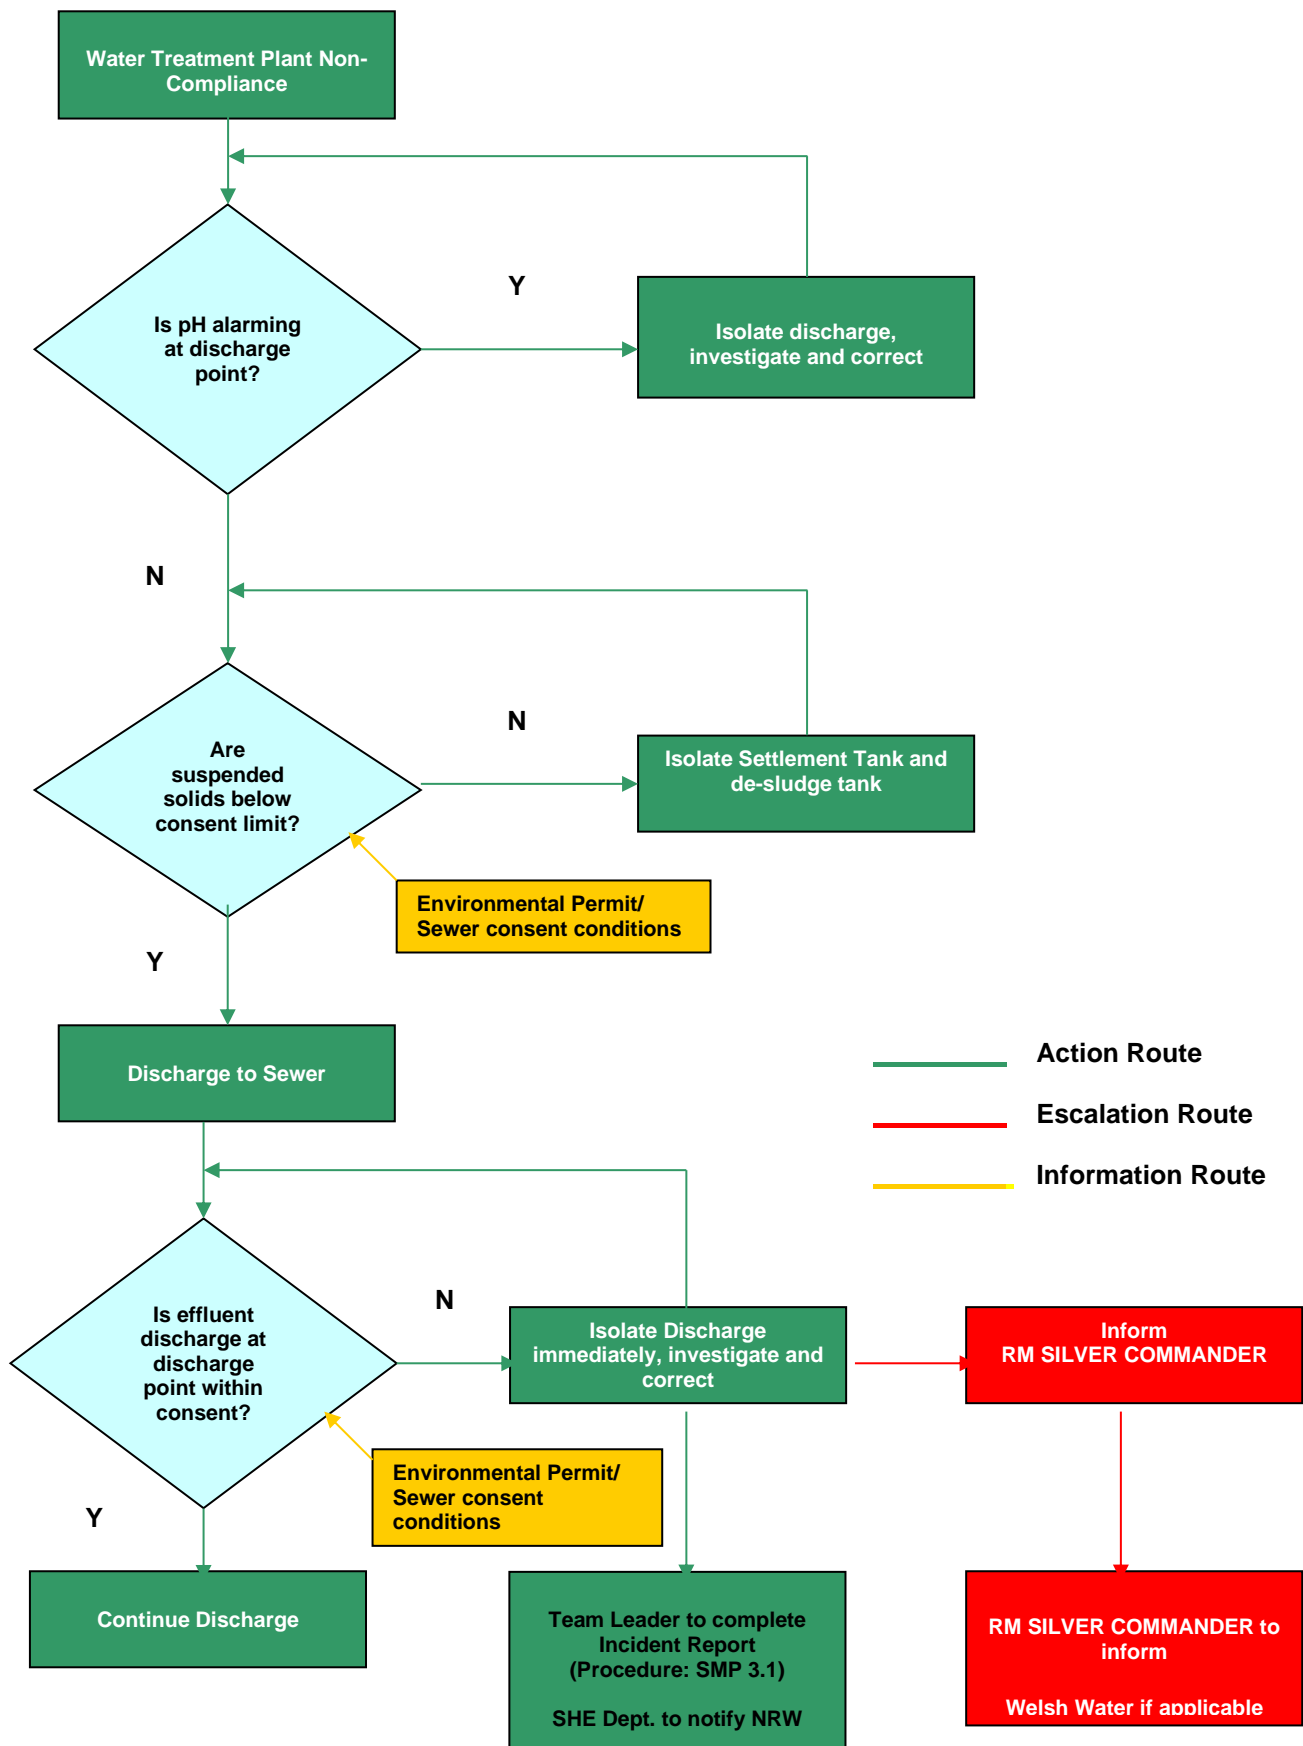 Water Treatment Plant Non-
Compliance
Is pH alarming
at discharge
point?
Y
Isolate discharge,
investigate and correct
N
Are
suspended
solids below
consent limit?
N
Isolate Settlement Tank and
de-sludge tank
Environmental Permit/
Sewer consent conditions
Y
Discharge to Sewer
Action Route
Escalation Route
Information Route
Is effluent
discharge at
discharge
point within
consent?
N
Isolate Discharge
immediately, investigate and
correct
Inform
RM SILVER COMMANDER
Environmental Permit/
Sewer consent
conditions
Y
Continue Discharge
Team Leader to complete
Incident Report
(Procedure: SMP 3.1)
SHE Dept. to notify NRW
RM SILVER COMMANDER to
inform
Welsh Water if applicable